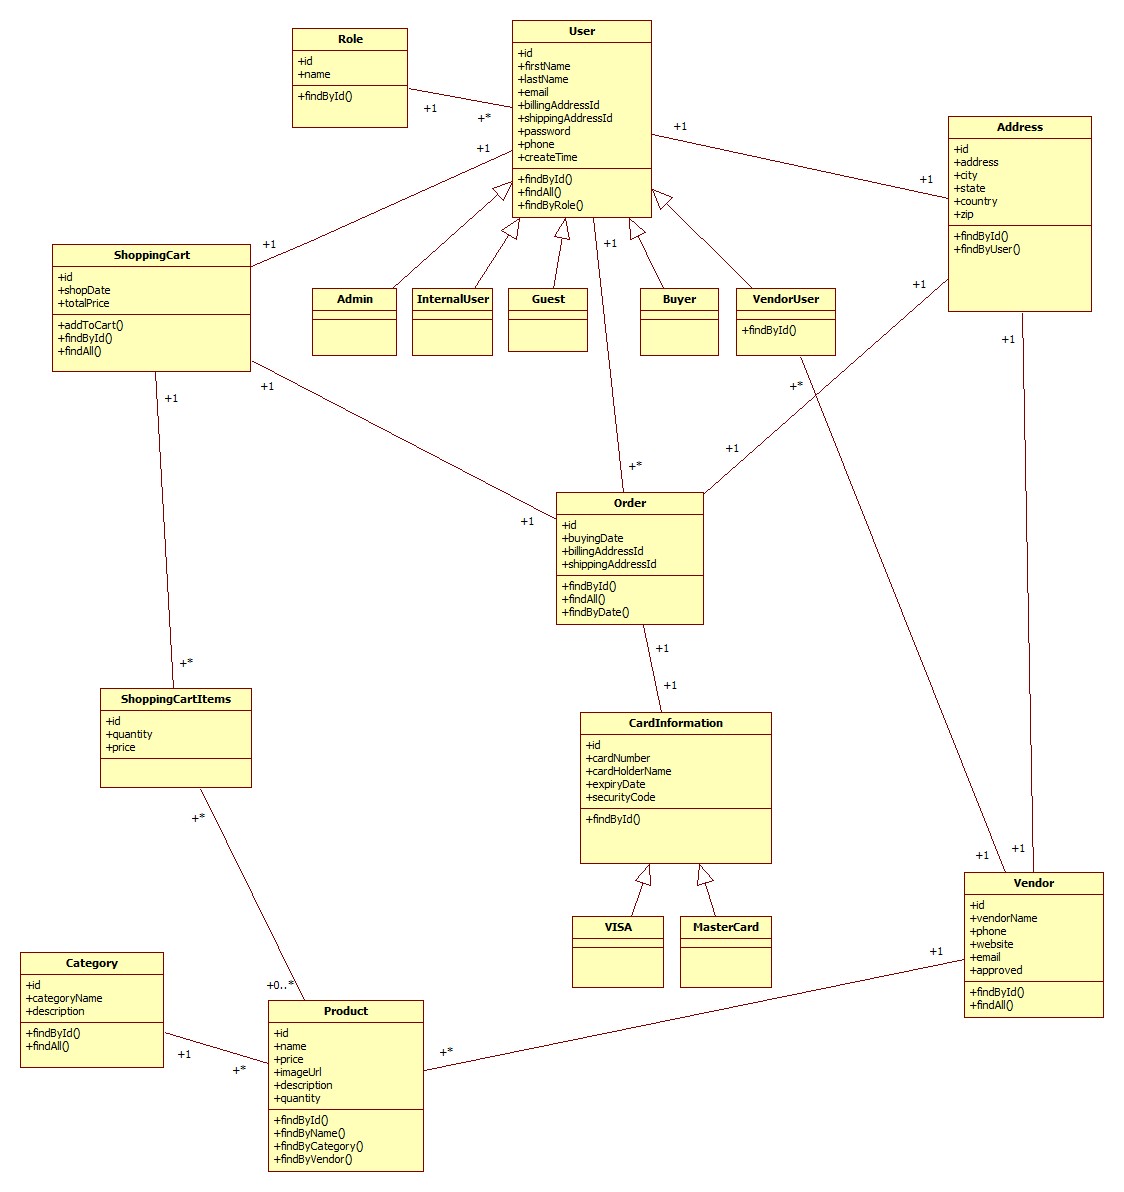 Role
+id
+name
+findById()
User
+id
+firstName
+lastName
+email
+billingAddressId
+shippingAddressId
+password
+phone
+createTime
+findById()
+findAll()
+findByRole()
Address
+id
+address
+city
+state
+country
+zip
+findById()
+findByUser()
+1
+*
+1
+1
+1
+1
ShoppingCart
+id
+shopDate
+totalPrice
+addToCart()
+findById()
+findAll()
Admin
InternalUser
Guest
Buyer
VendorUser
+findById()
+1
+1
+1
+*
+1
+1
+1
+*
+1
Order
+id
+buyingDate
+billingAddressId
+shippingAddressId
+findById()
+findAll()
+findByDate()
+1
+1
+*
ShoppingCartItems
+id
+quantity
+price
CardInformation
+id
+cardNumber
+cardHolderName
+expiryDate
+securityCode
+findById()
+*
+1
+1
Vendor
+id
+vendorName
+phone
+website
+email
+approved
+findById()
+findAll()
VISA
MasterCard
+1
Category
+id
+categoryName
+description
+findById()
+findAll()
+0..*
+1
+*
+*
Product
+id
+name
+price
+imageUrl
+description
+quantity
+findById()
+findByName()
+findByCategory()
+findByVendor()